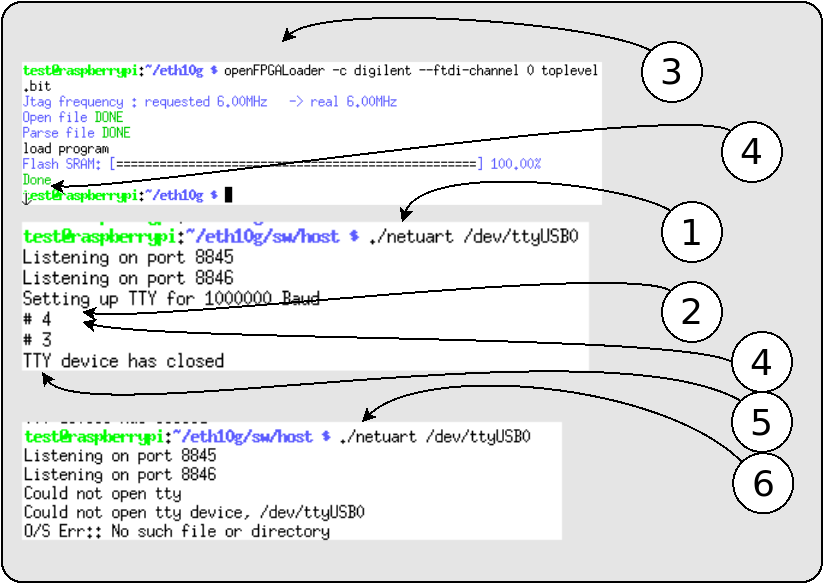 3
test@raspberrypi:~/eth10g $ openFPGALoader -c digilent --ftdi-channel 0 toplevel
.bit
Jtag frequency : requested 6.00MHz -> real 6.00MHz
Open file DONE
Parse file DONE
load program
Flash SRAM: [==================================================] 100.00%
Done
test@raspberrypi:~/eth10g $
4
1
test@raspberrypi:~/eth10g/sw/host $ ./netuart /dev/ttyUSB0
Listening on port 8845
Listening on port 8846
Setting up TTY for 1000000 Baud
# 4
# 3
TTY device has closed
2
4
5
6
test@raspberrypi:~/eth10g/sw/host $ ./netuart /dev/ttyUSB0
Listening on port 8845
Listening on port 8846
Could not open tty
Could not open tty device, /dev/ttyUSB0
O/S Err:: No such file or directory